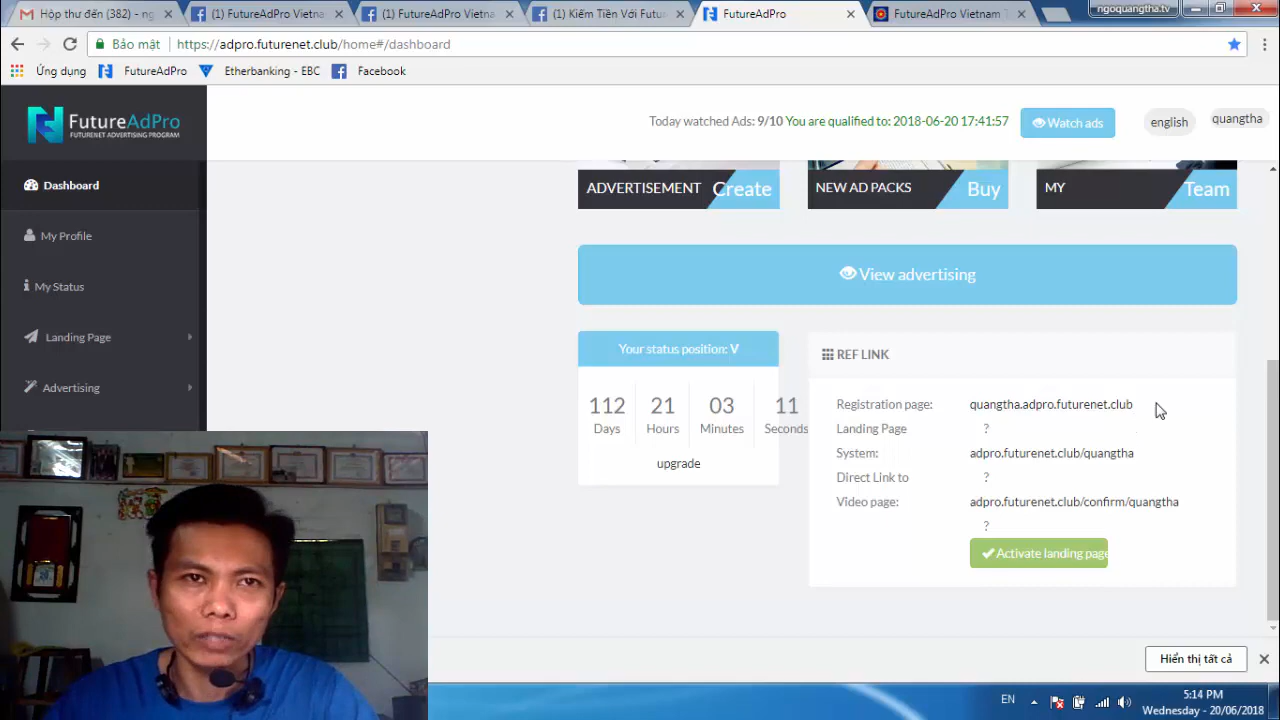 Hộp thư đến (382) - ng
(1) FutureAdPro Vietna
(1) FutureAdPro Vietna
(1) Kiếm Tiền Với Futur
FutureAdPro
FutureAdPro Vietnam T
ngoquangtha.tv
Bảo mật
https://adpro.futurenet.club/home#/dashboard
Ứng dụng
FutureAdPro
Etherbanking - EBC
Facebook
FutureAdPro
FUTURENET ADVERTISING PROGRAM
Today watched Ads: 9/10 You are qualified to: 2018-06-20 17:41:57
Watch ads
english
quangtha
Dashboard
My Profile
My Status
Landing Page
Advertising
ADVERTISEMENT Create
NEW AD PACKS Buy
MY Team
View advertising
Your status position: V
112 21 03 11
Days Hours Minutes Seconds
upgrade
REF LINK
Registration page: quangtha.adpro.futurenet.club
Landing Page ?
System: adpro.futurenet.club/quangtha
Direct Link to ?
Video page: adpro.futurenet.club/confirm/quangtha
?
Activate landing page
Hiển thị tất cả
EN
5:14 PM
Wednesday - 20/06/2018